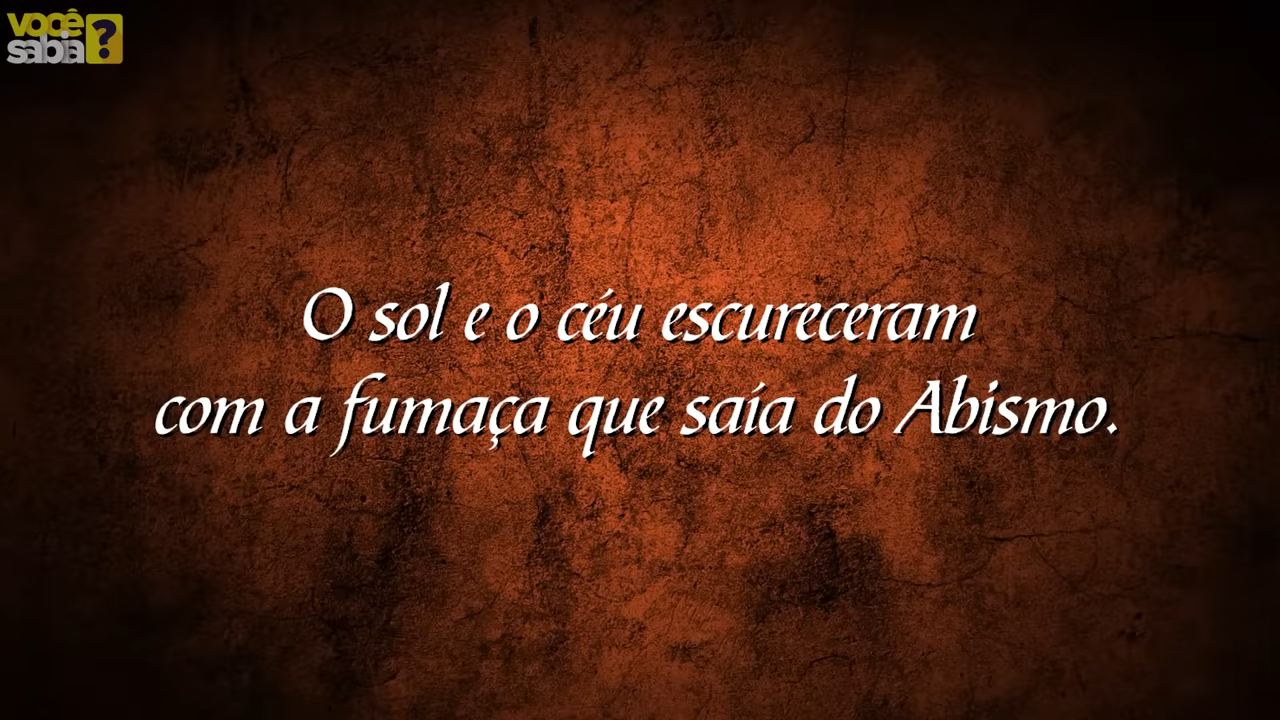 você
sabia ?
O sol e o céu escureceram
com a fumaça que saía do Abismo.